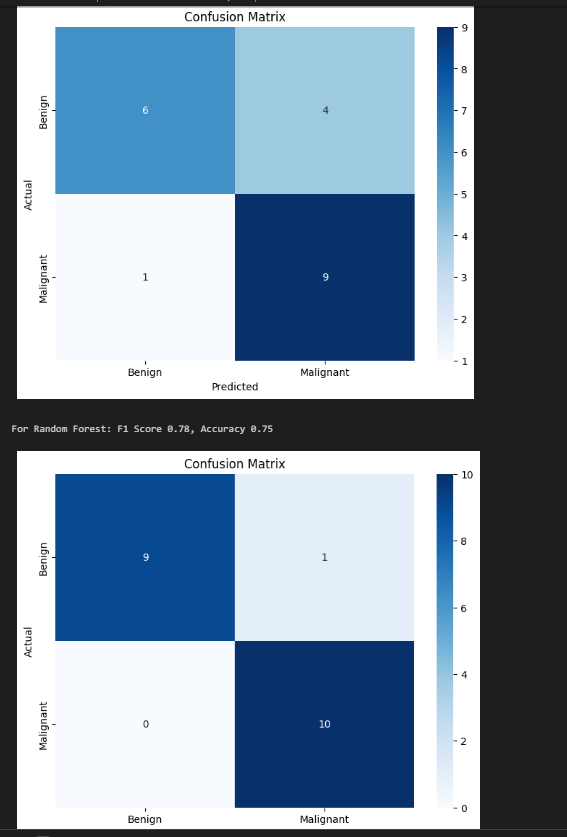 Confusion Matrix
9
8
7
6
5
4
3
2
1
Benign
Malignant
Actual
6 4
1 9
Benign Malignant
Predicted
For Random Forest: F1 Score 0.78, Accuracy 0.75
Confusion Matrix
10
8
6
4
2
0
Benign
Malignant
Actual
9 1
0 10
Benign Malignant